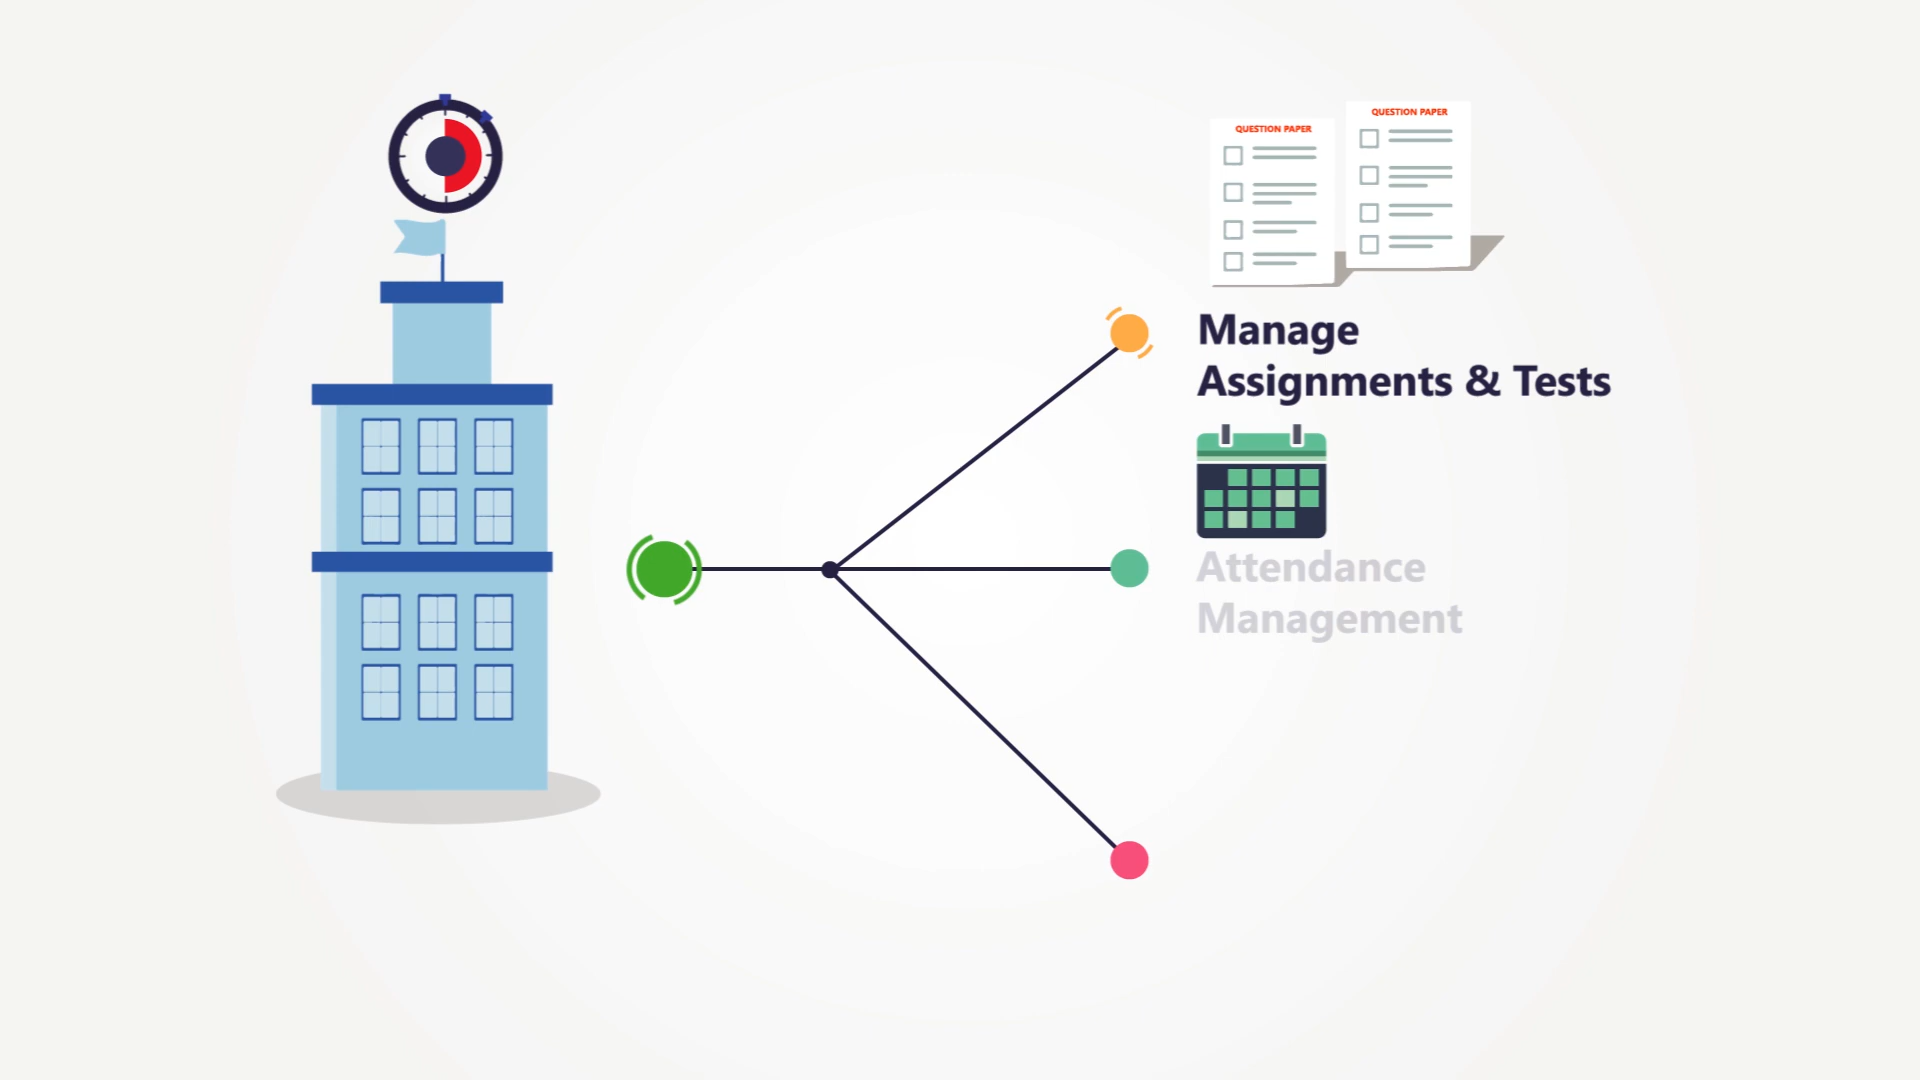 QUESTION PAPER
QUESTION PAPER
Manage
Assignments & Tests
Attendance
Management